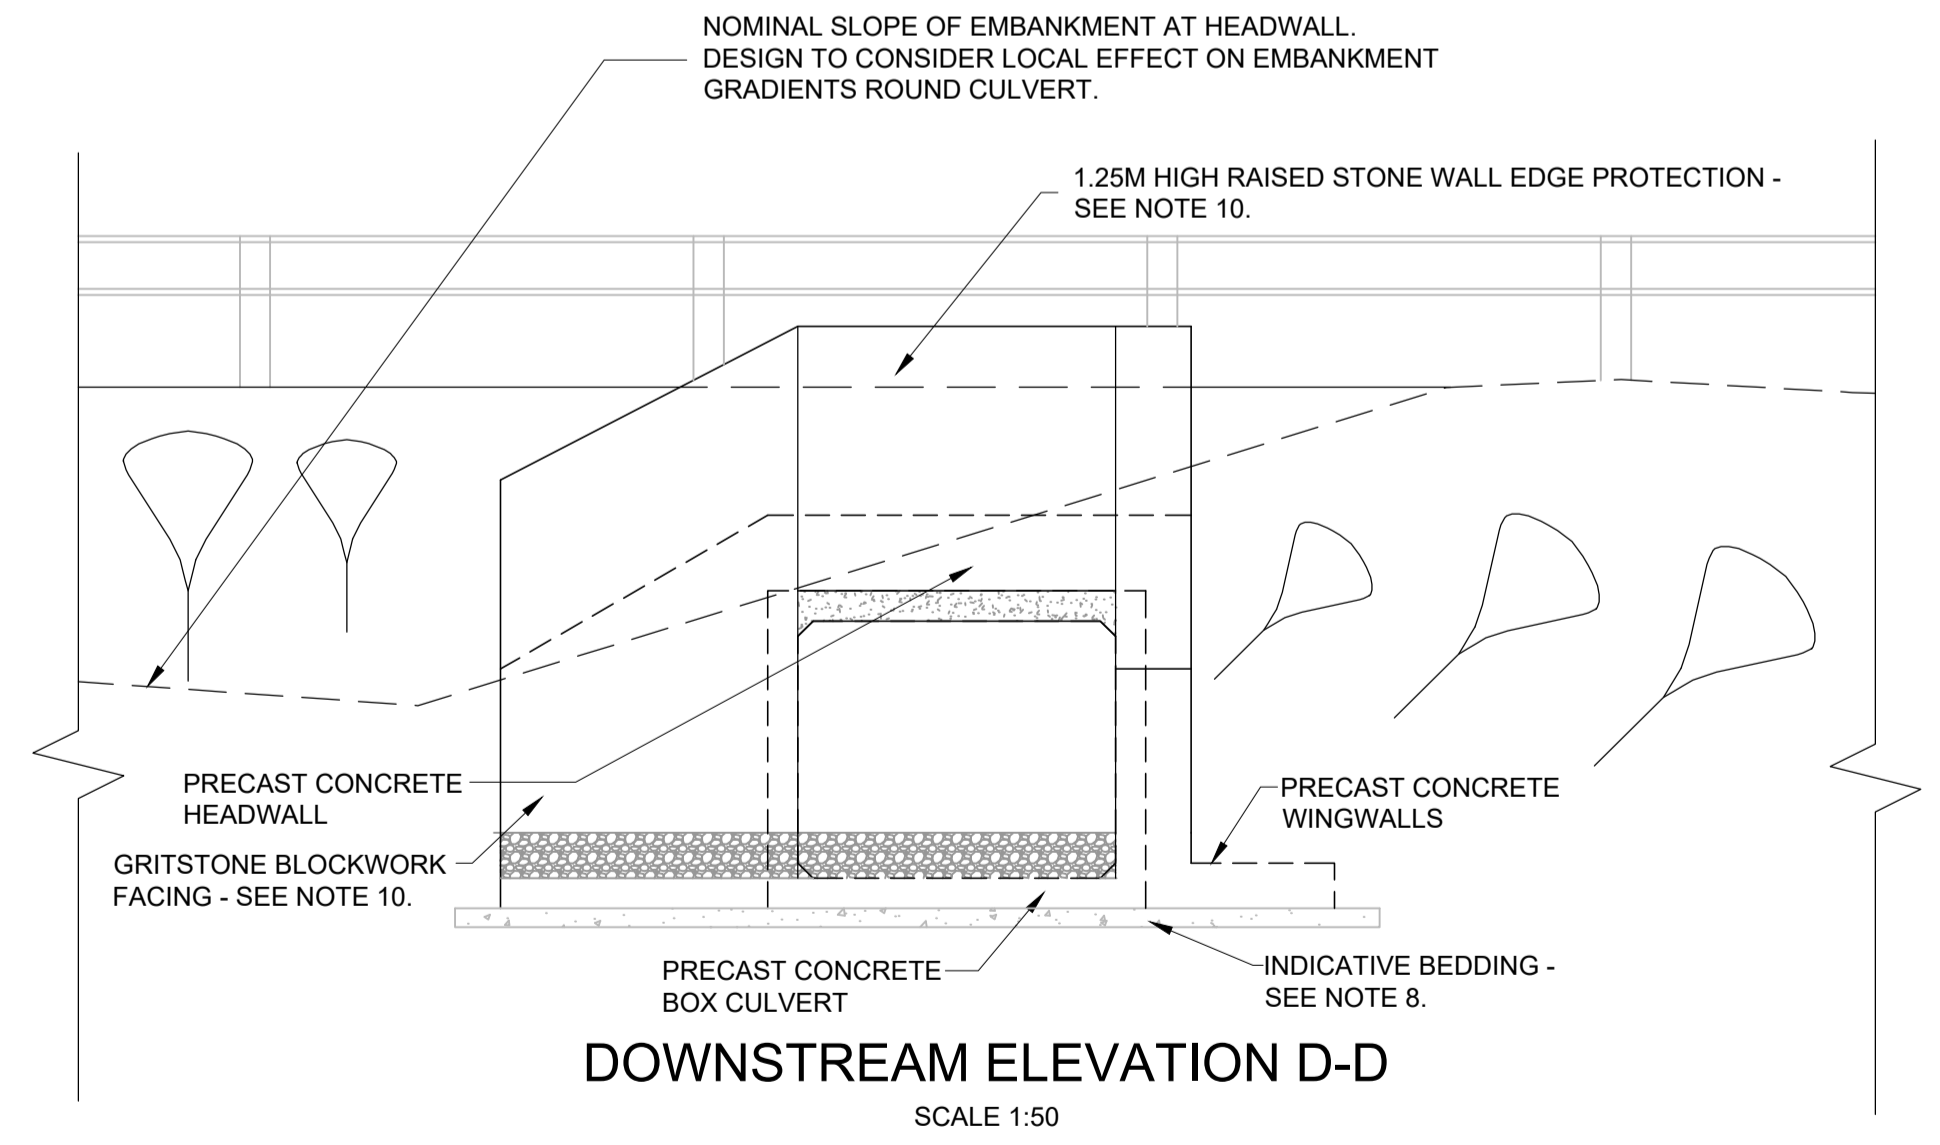 NOMINAL SLOPE OF EMBANKMENT AT HEADWALL.
DESIGN TO CONSIDER LOCAL EFFECT ON EMBANKMENT
GRADIENTS ROUND CULVERT.
1.25M HIGH RAISED STONE WALL EDGE PROTECTION -
SEE NOTE 10.
PRECAST CONCRETE
HEADWALL
GRITSTONE BLOCKWORK
FACING - SEE NOTE 10.
PRECAST CONCRETE
WINGWALLS
PRECAST CONCRETE
BOX CULVERT
INDICATIVE BEDDING -
SEE NOTE 8.
DOWNSTREAM ELEVATION D-D
SCALE 1:50